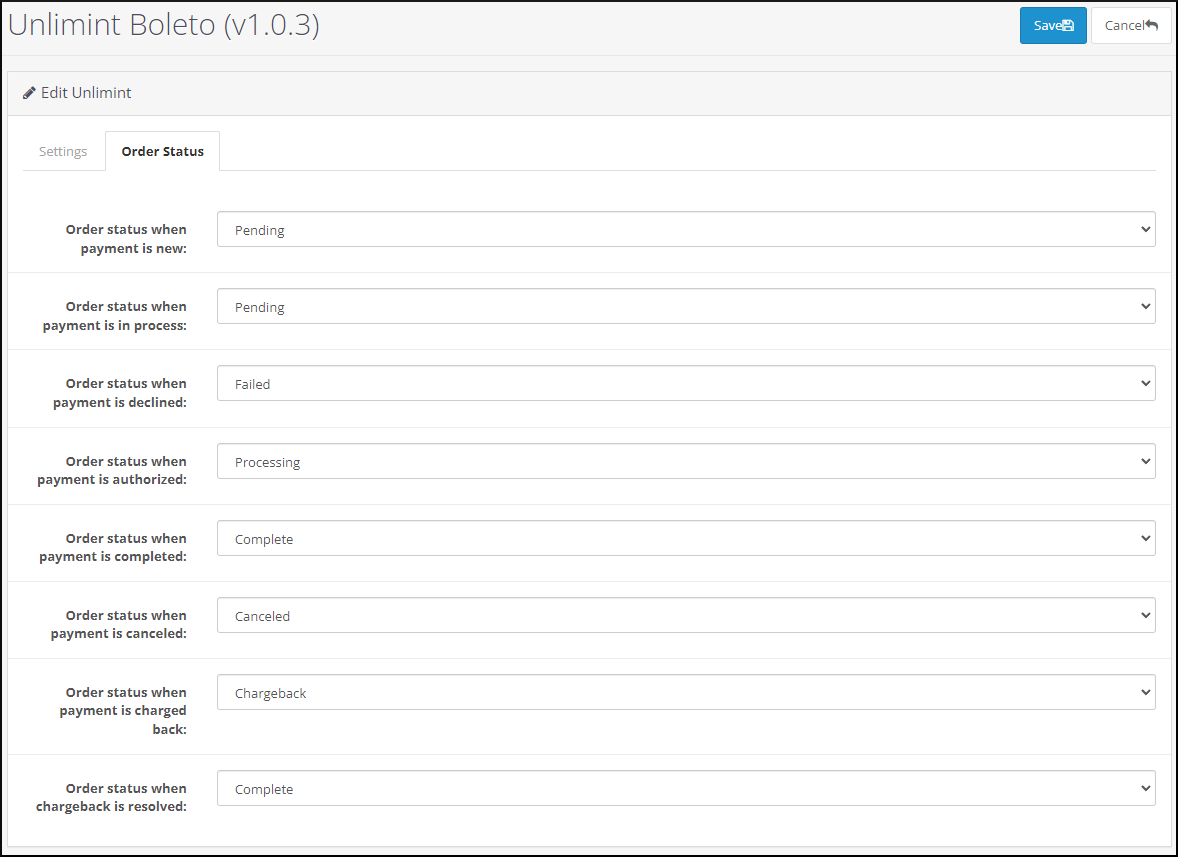 Unlimint Boleto (v1.0.3)
Save
Cancel
Edit Unlimint
Settings
Order Status
Order status when
payment is new:
Pending
Order status when
payment is in process:
Pending
Order status when
payment is declined:
Failed
Order status when
payment is authorized:
Processing
Order status when
payment is completed:
Complete
Order status when
payment is canceled:
Canceled
Order status when
payment is charged
back:
Chargeback
Order status when
chargeback is resolved:
Complete